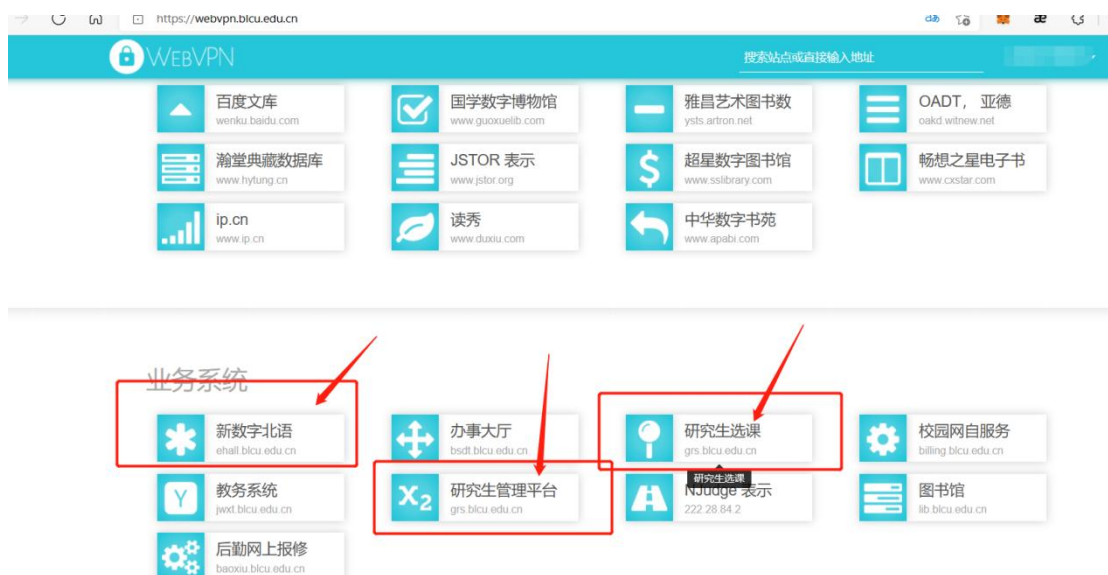 https://webvpn.blcu.edu.cn
WEBVPN
搜索站点或直接输入地址
百度文库
wenku.baidu.com
国学数字博物馆
www.guoxuelib.com
雅昌艺术图书数
ysts.artron.net
OADT， 亚德
oakd.witnew.net
瀚堂典藏数据库
www.hytung.cn
JSTOR 表示
www.jstor.org
超星数字图书馆
www.sslibrary.com
畅想之星电子书
www.cxstar.com
ip.cn
www.ip.cn
读秀
www.duxiu.com
中华数字书苑
www.apabi.com
业务系统
新数字北语
ehall.blcu.edu.cn
办事大厅
bsdt.blcu.edu.cn
研究生选课
grs.blcu.edu.cn
研究生选课
校园网自服务
billing.blcu.edu.cn
Y
教务系统
jwxt.blcu.edu.cn
X2
研究生管理平台
grs.blcu.edu.cn
NJudge 表示
222.28.84.2
图书馆
lib.blcu.edu.cn
后勤网上报修
baoxiu.blcu.edu.cn